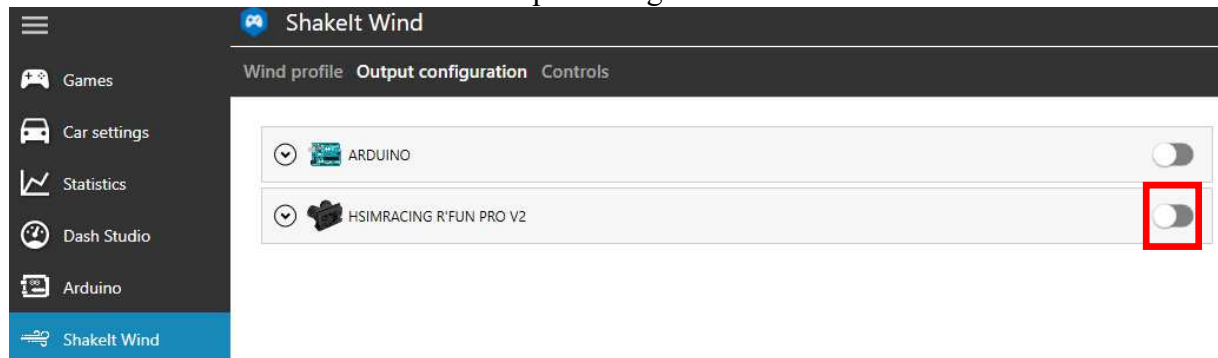 ShakeIt Wind
Games
Car settings
Statistics
Dash Studio
Arduino
ShakeIt Wind
Wind profile Output configuration Controls
ARDUINO
HSIMRACING R'FUN PRO V2